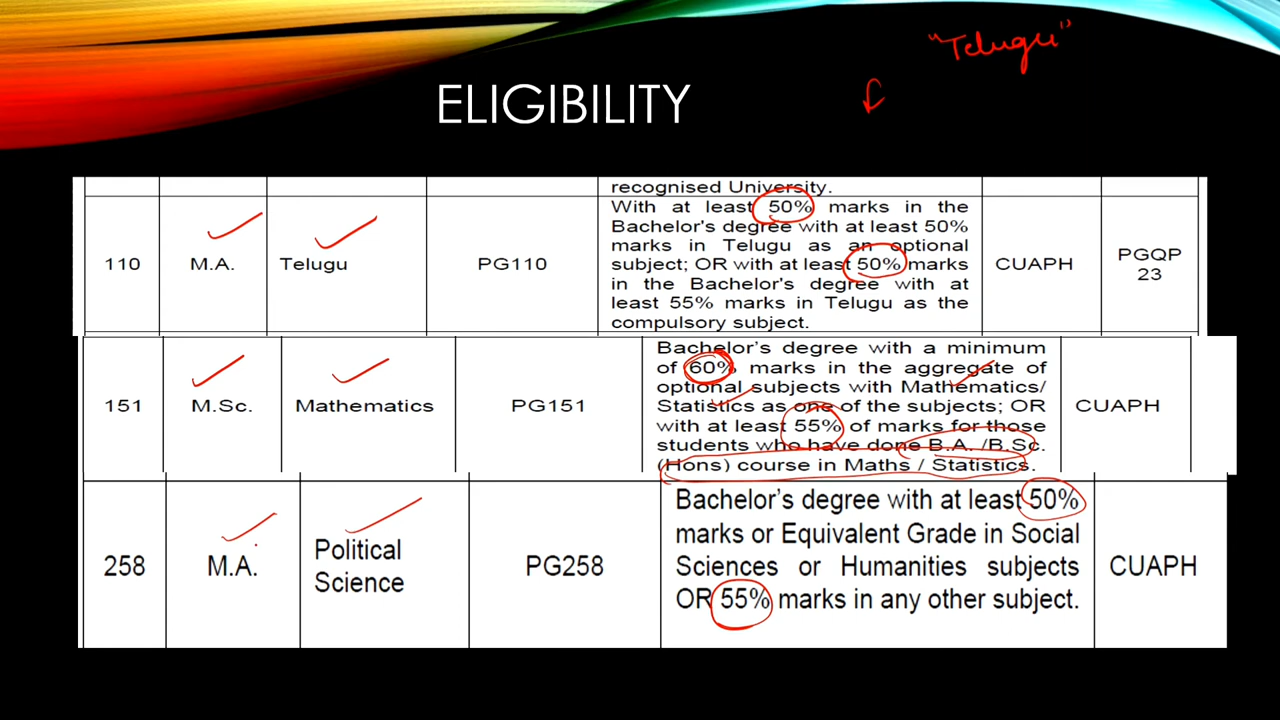 "Telugu"
ELIGIBILITY
recognised University.
110
M.A.
Telugu
PG110
With at least 50% marks in the
Bachelor's degree with at least 50%
marks in Telugu as an optional
subject; OR with at least 50% marks
in the Bachelor's degree with at
least 55% marks in Telugu as the
compulsory subject.
CUAPH
PGQP
23
151
M.Sc.
Mathematics
PG151
Bachelor's degree with a minimum
of 60% marks in the aggregate of
optional subjects with Mathematics/
Statistics as one of the subjects; OR
with at least 55% of marks for those
students who have done B.A. /B.Sc.
(Hons) course in Maths / Statistics.
CUAPH
258
M.A.
Political
Science
PG258
Bachelor's degree with at least 50%
marks or Equivalent Grade in Social
Sciences or Humanities subjects
OR 55% marks in any other subject.
CUAPH